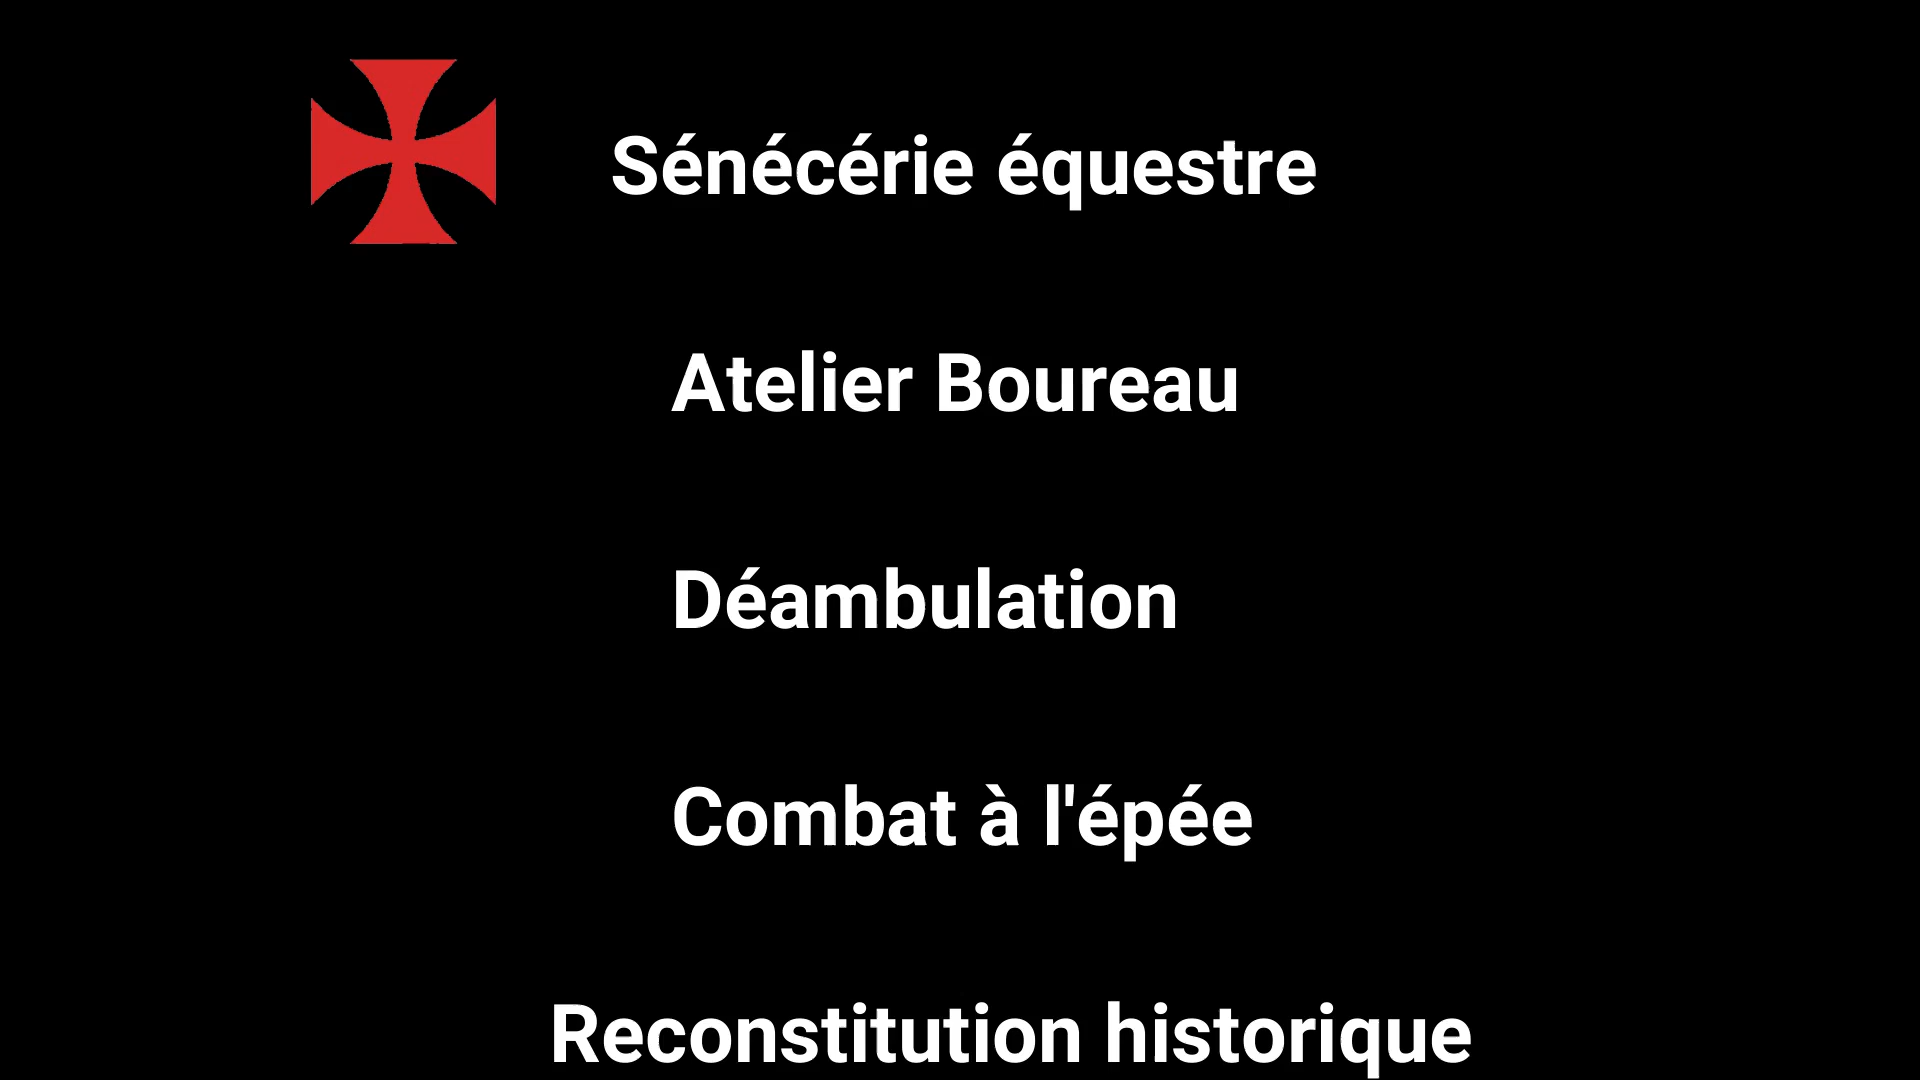 Sénécérie équestre
Atelier Boureau
Déambulation
Combat à l'épée
Reconstitution historique